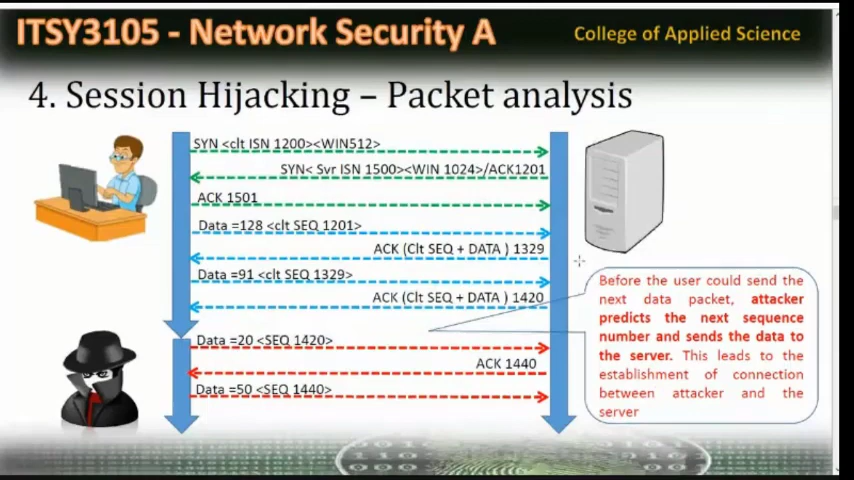 ITSY3105 - Network Security A
College of Applied Science
4. Session Hijacking – Packet analysis
SYN <clt ISN 1200><WIN512>
SYN< Svr ISN 1500><WIN 1024>/ACK1201
ACK 1501
Data =128 <clt SEQ 1201>
ACK (Clt SEQ + DATA ) 1329
Data =91 <clt SEQ 1329>
ACK (Clt SEQ + DATA ) 1420
Data =20 <SEQ 1420>
ACK 1440
Data =50 <SEQ 1440>
Before the user could send the
next data packet, attacker
predicts the next sequence
number and sends the data to
the server. This leads to the
establishment of connection
between attacker and the
server